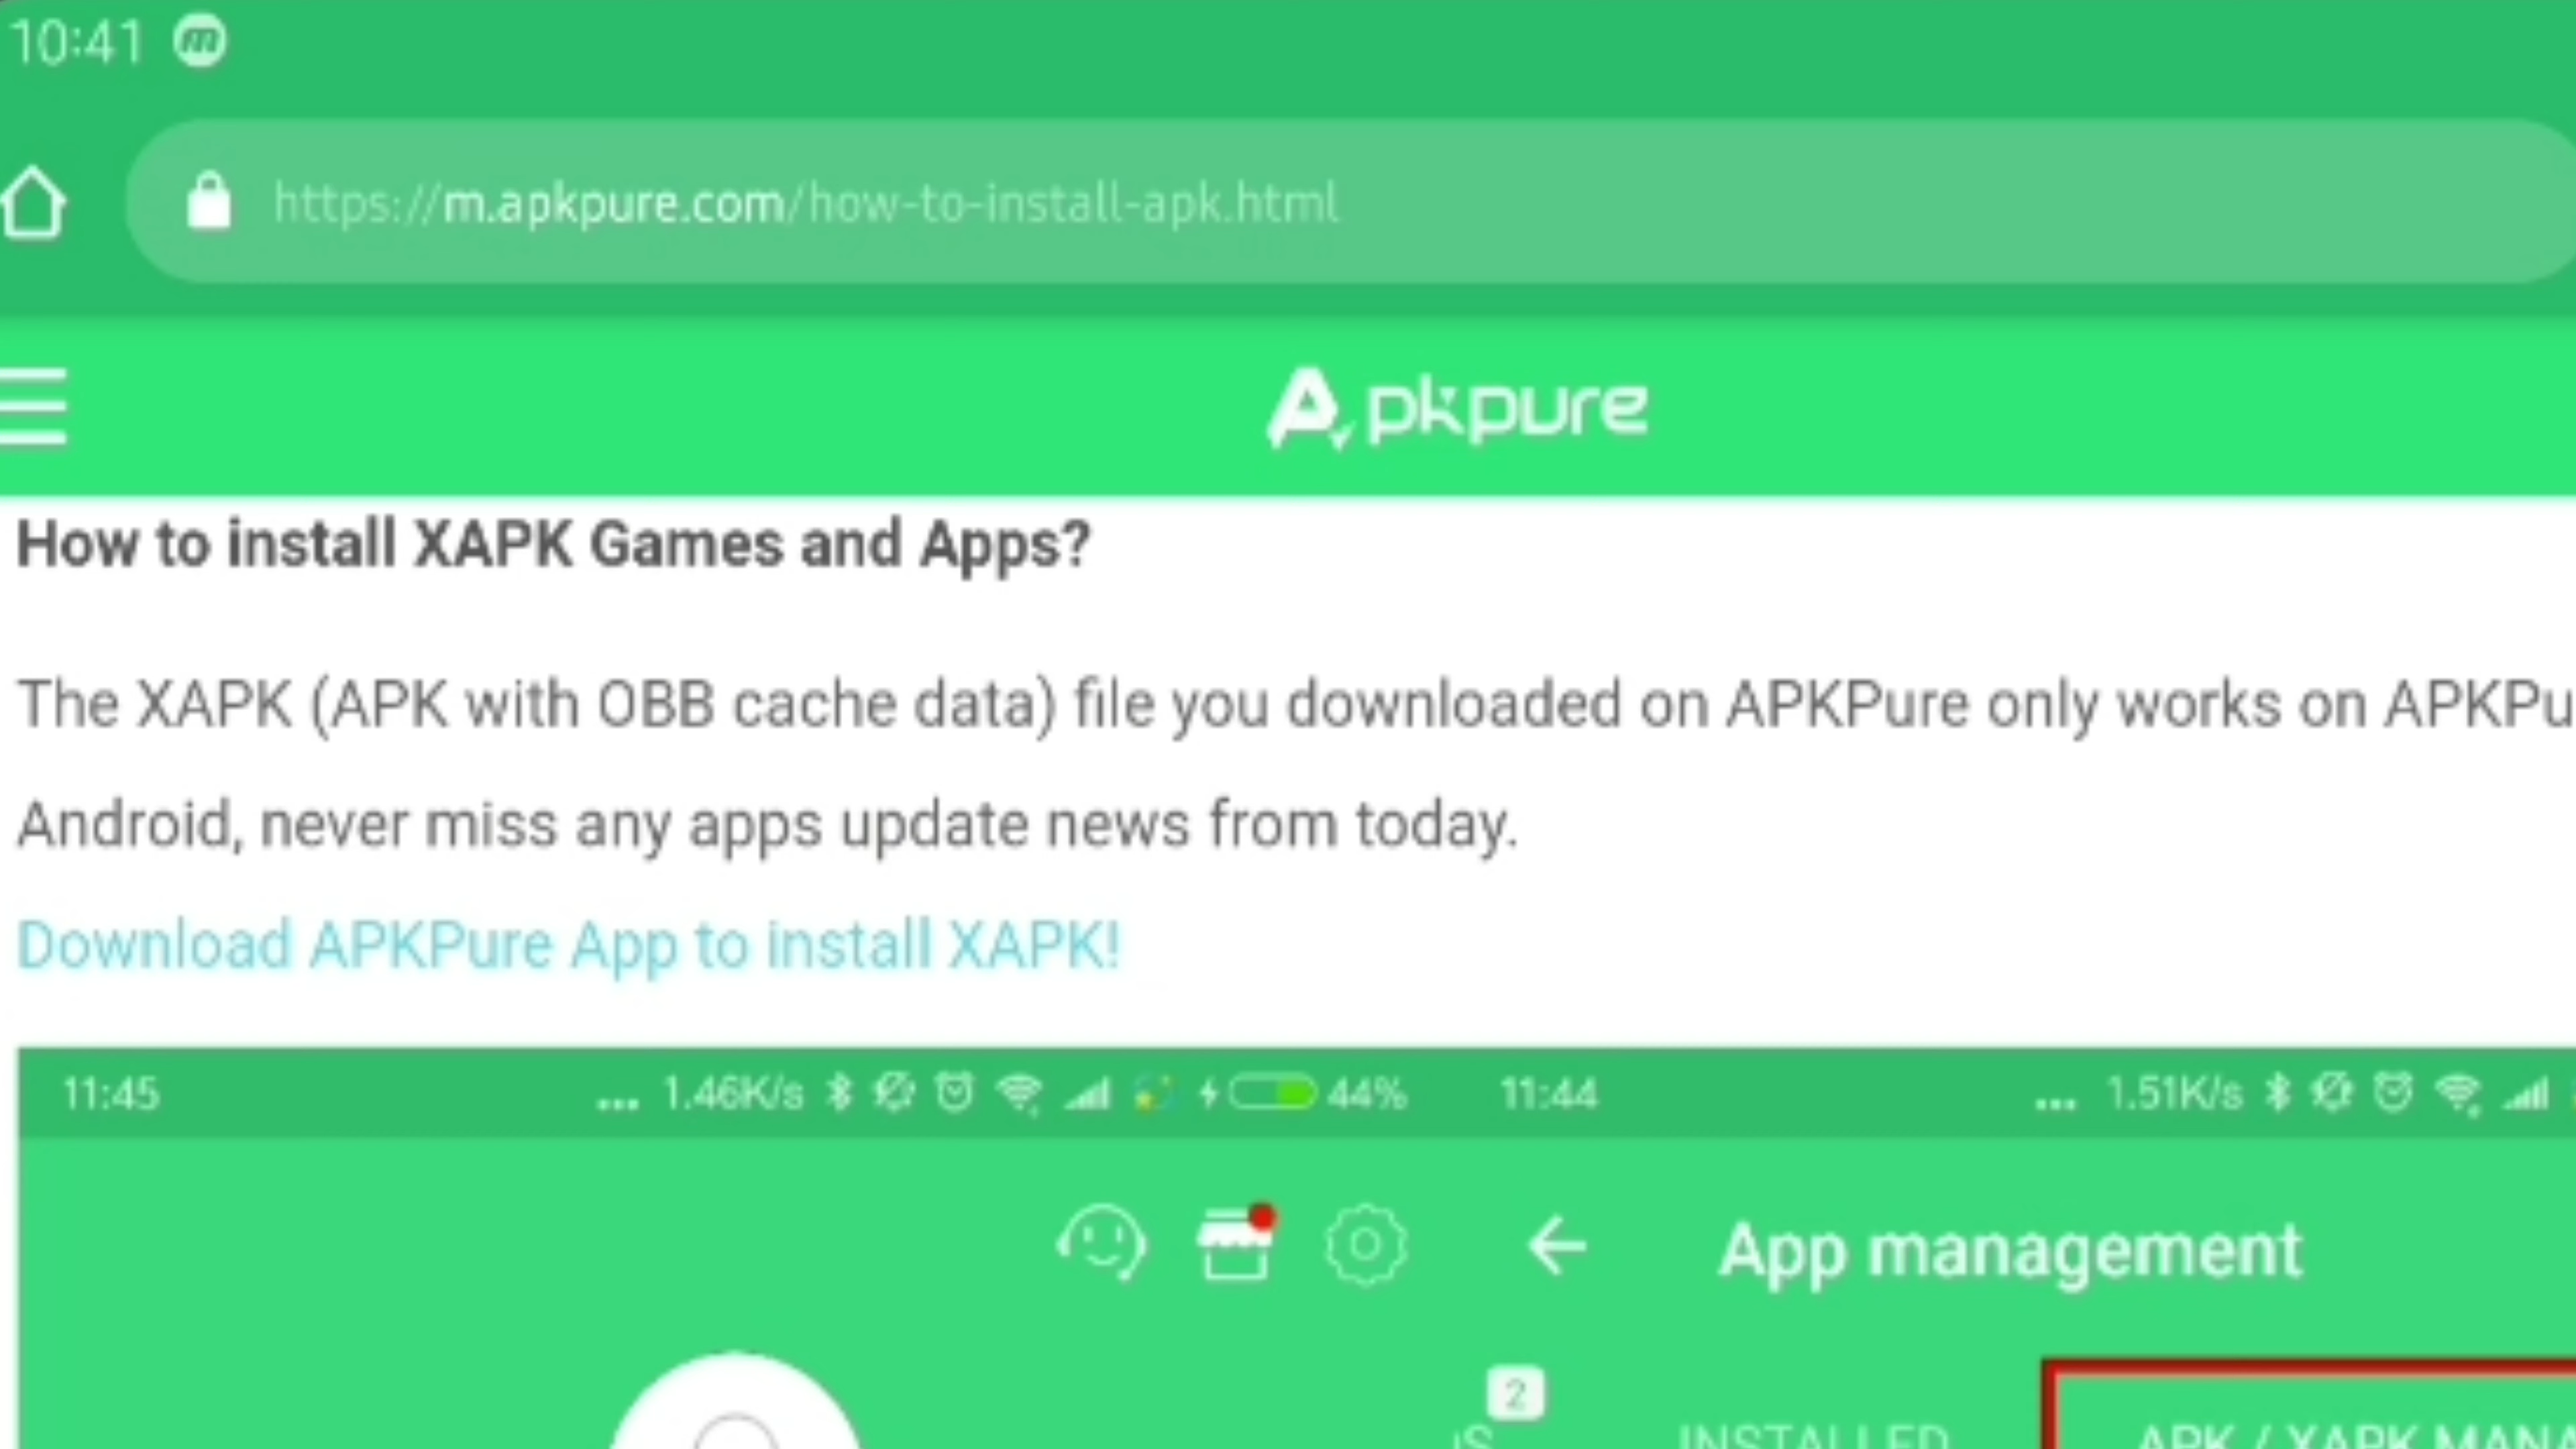 10:41
https://m.apkpure.com/how-to-install-apk.html
Apkpure
How to install XAPK Games and Apps?
The XAPK (APK with OBB cache data) file you downloaded on APKPure only works on APKPu
Android, never miss any apps update news from today.
Download APKPure App to install XAPK!
11:45 ... 1.46K/s 44% 11:44 ... 1.51K/s
App management
2
INSTALLED APK / XAPK MANA